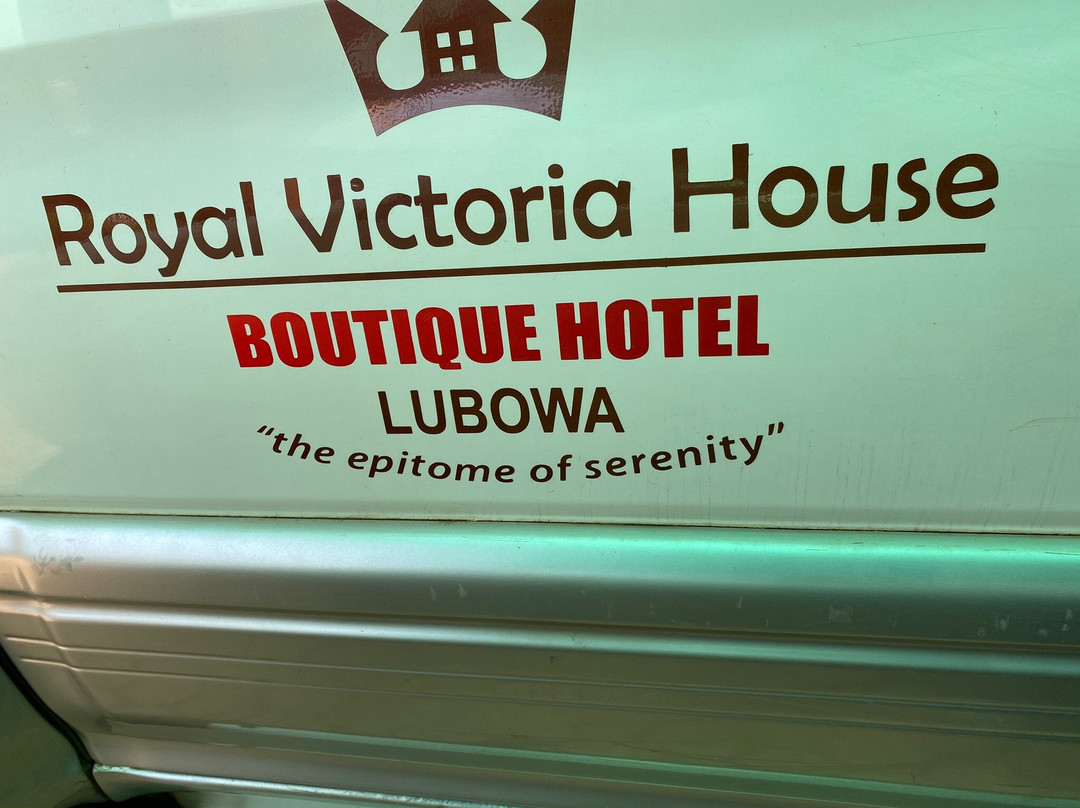 Royal Victoria House
BOUTIQUE HOTEL
LUBOWA
“the epitome of serenity”